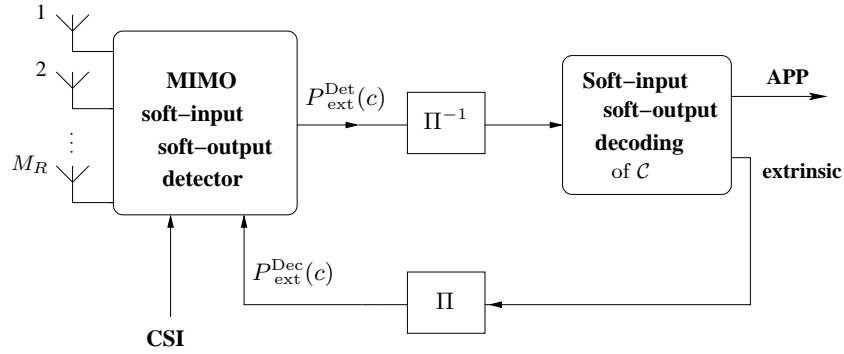 1
2
M_R
MIMO
soft-input
soft-output
detector
P_ext^Det(c)
Π^-1
Soft-input
soft-output
decoding
of 𝒞
APP
extrinsic
P_ext^Dec(c)
Π
CSI